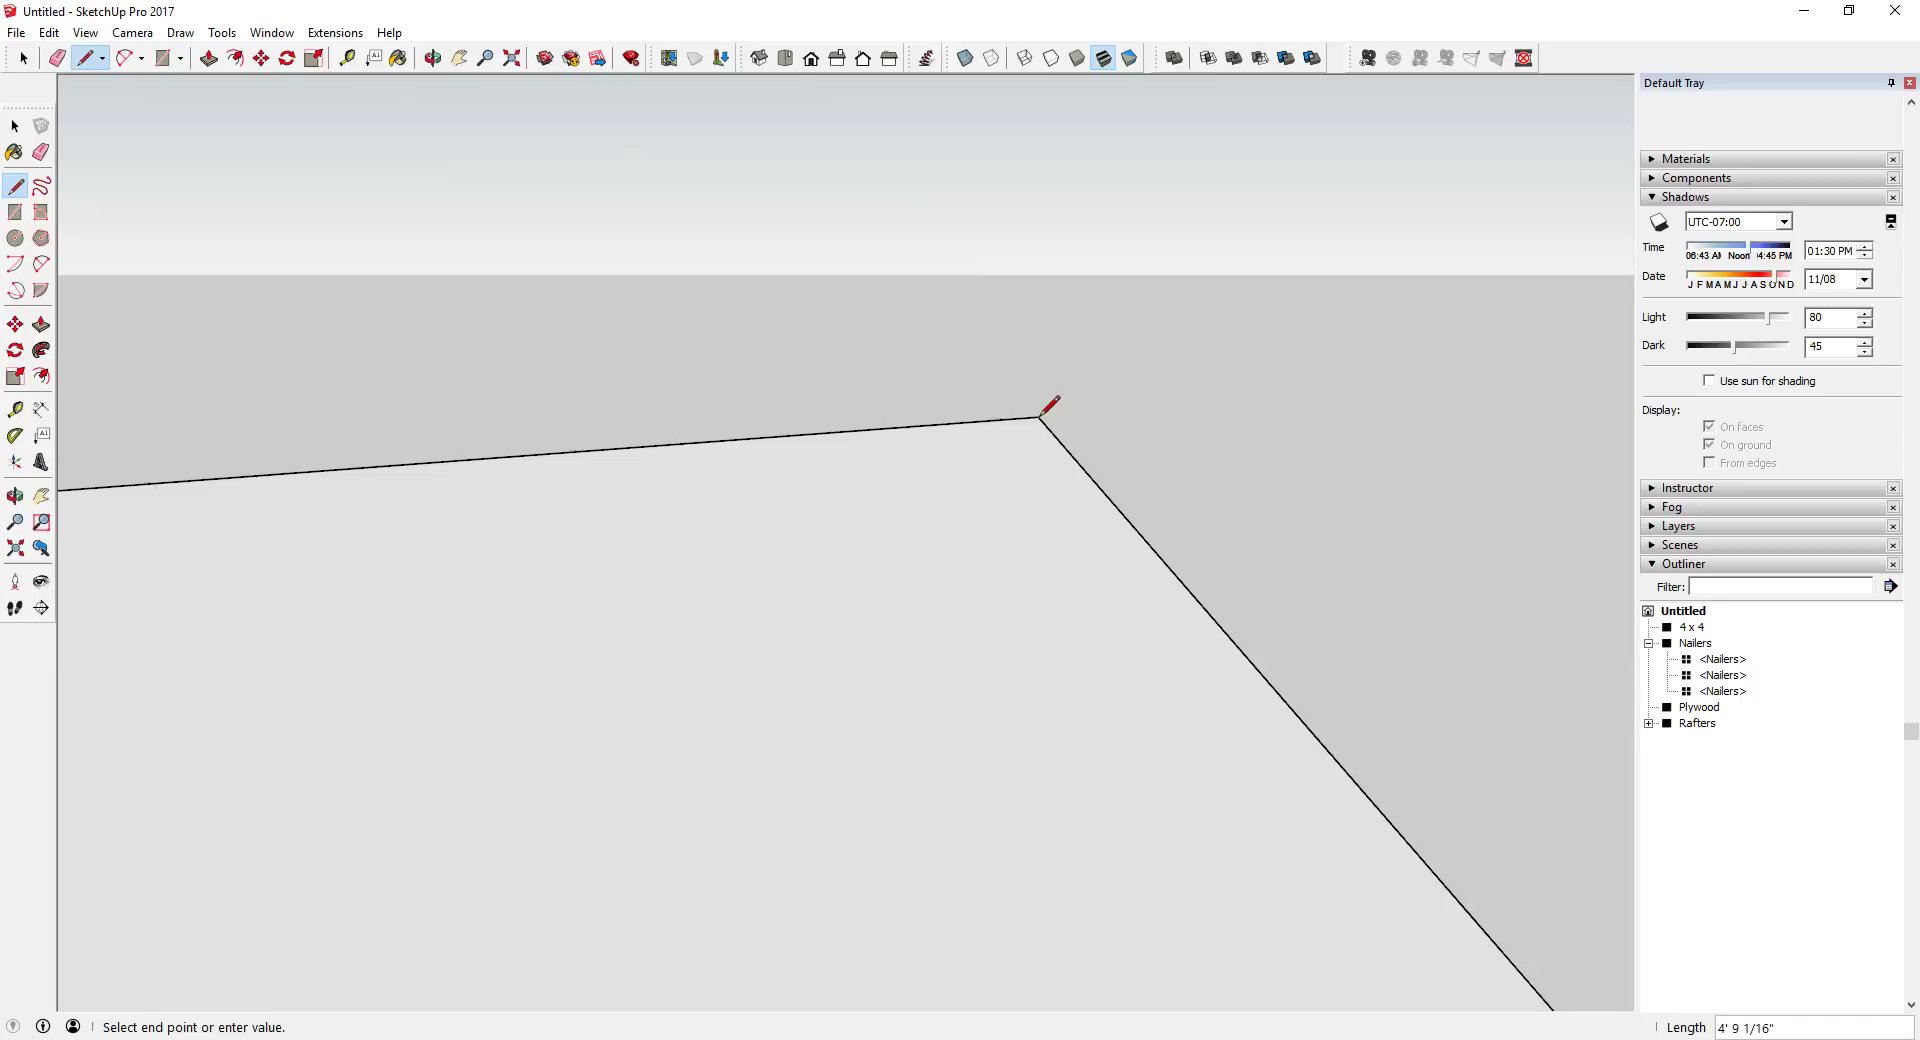 Untitled - SketchUp Pro 2017
File Edit View Camera Draw Tools Window Extensions Help
Default Tray
Materials
Components
Shadows
UTC-07:00
Time
06:43 AM Noon 04:45 PM
01:30 PM
Date
J F M A M J J A S O N D
11/08
Light
80
Dark
45
Use sun for shading
Display:
On faces
On ground
From edges
Instructor
Fog
Layers
Scenes
Outliner
Filter:
Untitled
4 x 4
Nailers
<Nailers>
<Nailers>
<Nailers>
Plywood
Rafters
Select end point or enter value.
Length 4' 9 1/16"